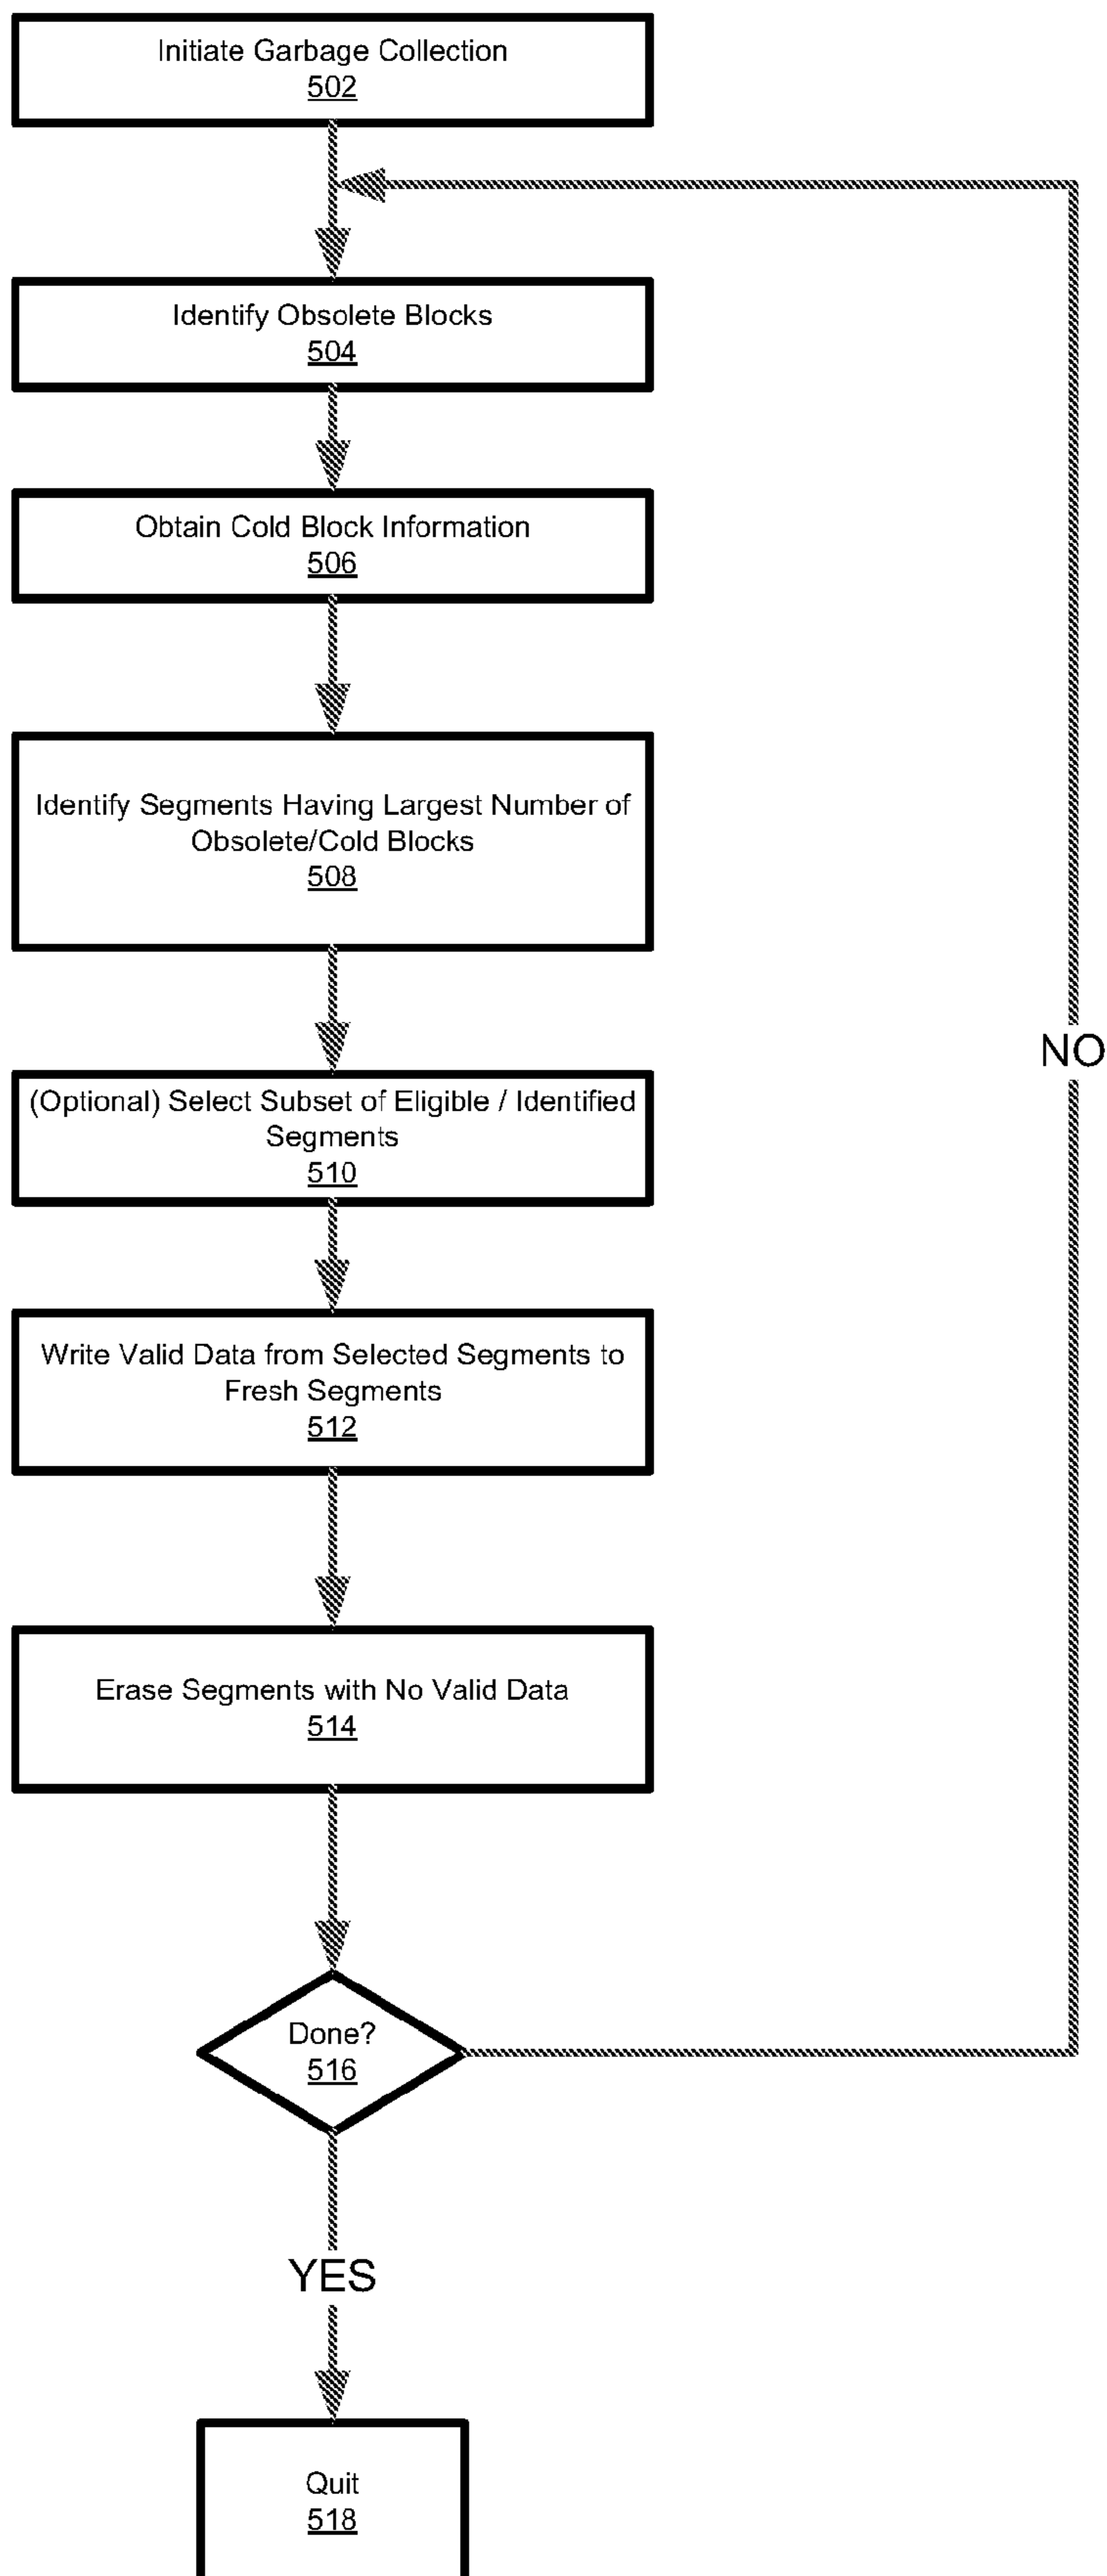 Initiate Garbage Collection
502
Identify Obsolete Blocks
504
Obtain Cold Block Information
506
Identify Segments Having Largest Number of
Obsolete/Cold Blocks
508
NO
(Optional) Select Subset of Eligible / Identified
Segments
510
Write Valid Data from Selected Segments to
Fresh Segments
512
Erase Segments with No Valid Data
514
Done?
516
YES
Quit
518